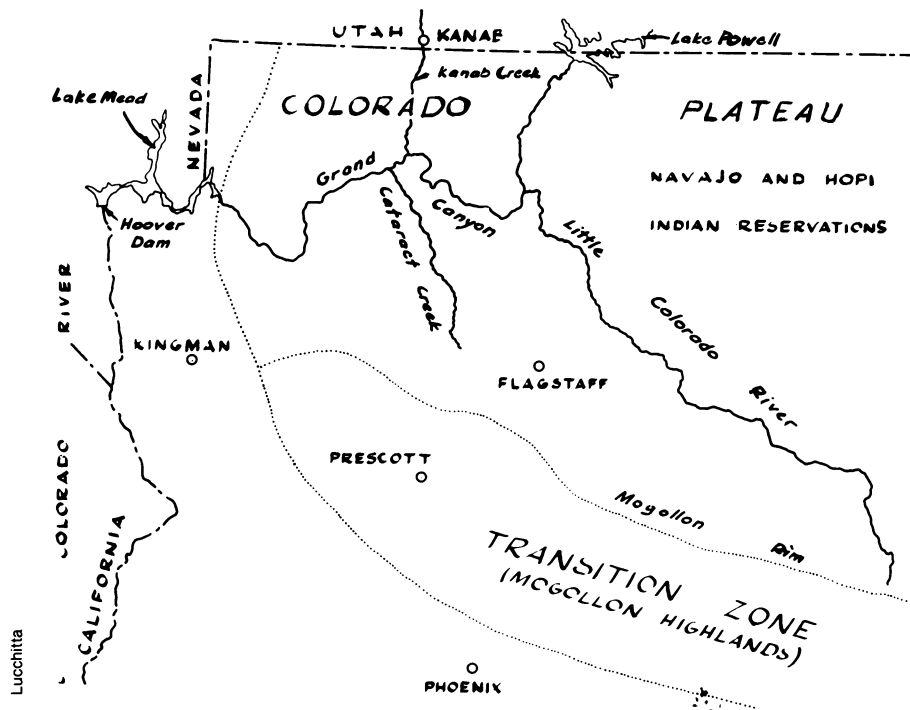 UTAH
KANAB
Lake Powell
Kanab Creek
Lake Mead
NEVADA
COLORADO
PLATEAU
Grand
Canyon
NAVAJO AND HOPI
INDIAN RESERVATIONS
Cataract Creek
Little
Colorado
River
Hoover
Dam
RIVER
KINGMAN
FLAGSTAFF
PRESCOTT
Mogollon
Rim
OLORADO
CALIFORNIA
TRANSITION ZONE
(MOGOLLON HIGHLANDS)
PHOENIX
Lucchitta